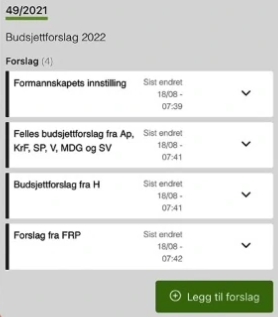 49/2021
Budsjettforslag 2022
Forslag (4)
Formannskapets innstilling
Sist endret
18/08 -
07:39
Felles budsjettforslag fra Ap,
KrF, SP, V, MDG og SV
Sist endret
18/08 -
07:41
Budsjettforslag fra H
Sist endret
18/08 -
07:41
Forslag fra FRP
Sist endret
18/08 -
07:42
Legg til forslag